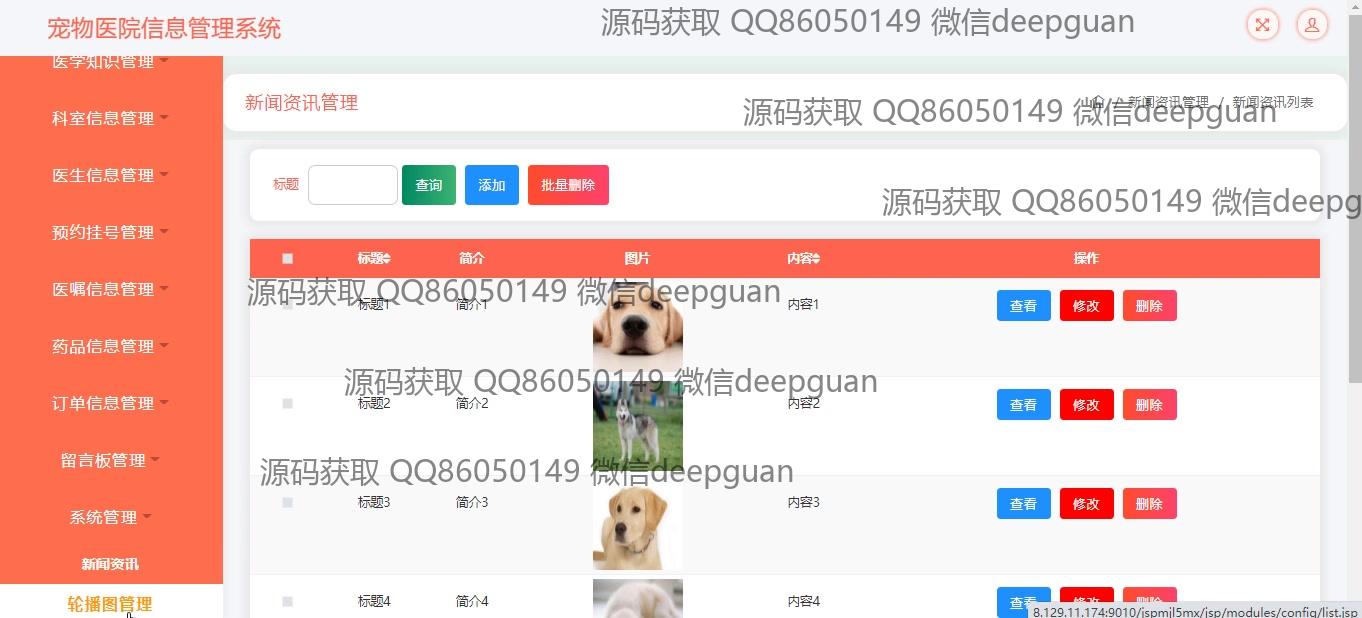 宠物医院信息管理系统
源码获取 QQ86050149 微信deepguan
医学知识管理
科室信息管理
医生信息管理
预约挂号管理
医嘱信息管理
药品信息管理
订单信息管理
留言板管理
系统管理
新闻资讯
轮播图管理
新闻资讯管理
/ 新闻资讯管理 / 新闻资讯列表
源码获取 QQ86050149 微信deepguan
标题 查询 添加 批量删除
源码获取 QQ86050149 微信deepg
标题 简介 图片 内容 操作
源码获取 QQ86050149 微信deepguan
标题1 简介1 内容1 查看 修改 删除
源码获取 QQ86050149 微信deepguan
标题2 简介2 内容2 查看 修改 删除
源码获取 QQ86050149 微信deepguan
标题3 简介3 内容3 查看 修改 删除
标题4 简介4 内容4 查看 修改 删除
8.129.11.174:9010/jspmjl5mx/jsp/modules/config/list.jsp